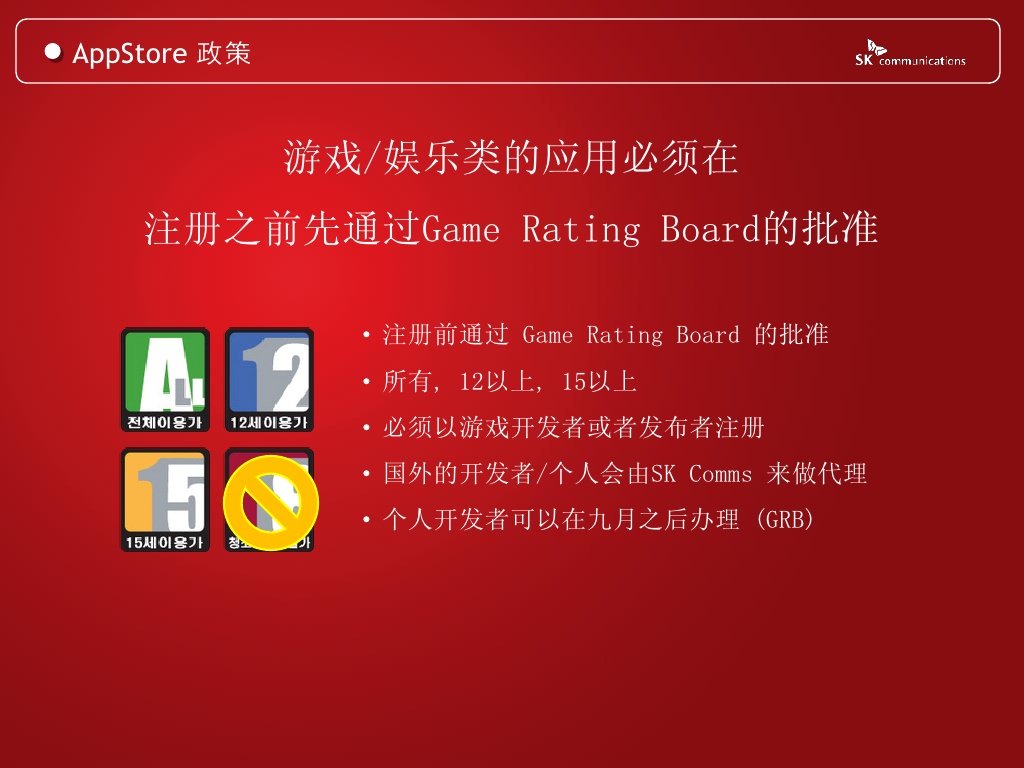 AppStore 政策
SK communications
游戏/娱乐类的应用必须在
注册之前先通过Game Rating Board的批准
ALL
전체이용가
12
12세이용가
15
15세이용가
• 注册前通过 Game Rating Board 的批准
• 所有, 12以上, 15以上
• 必须以游戏开发者或者发布者注册
• 国外的开发者/个人会由SK Comms 来做代理
• 个人开发者可以在九月之后办理 (GRB)